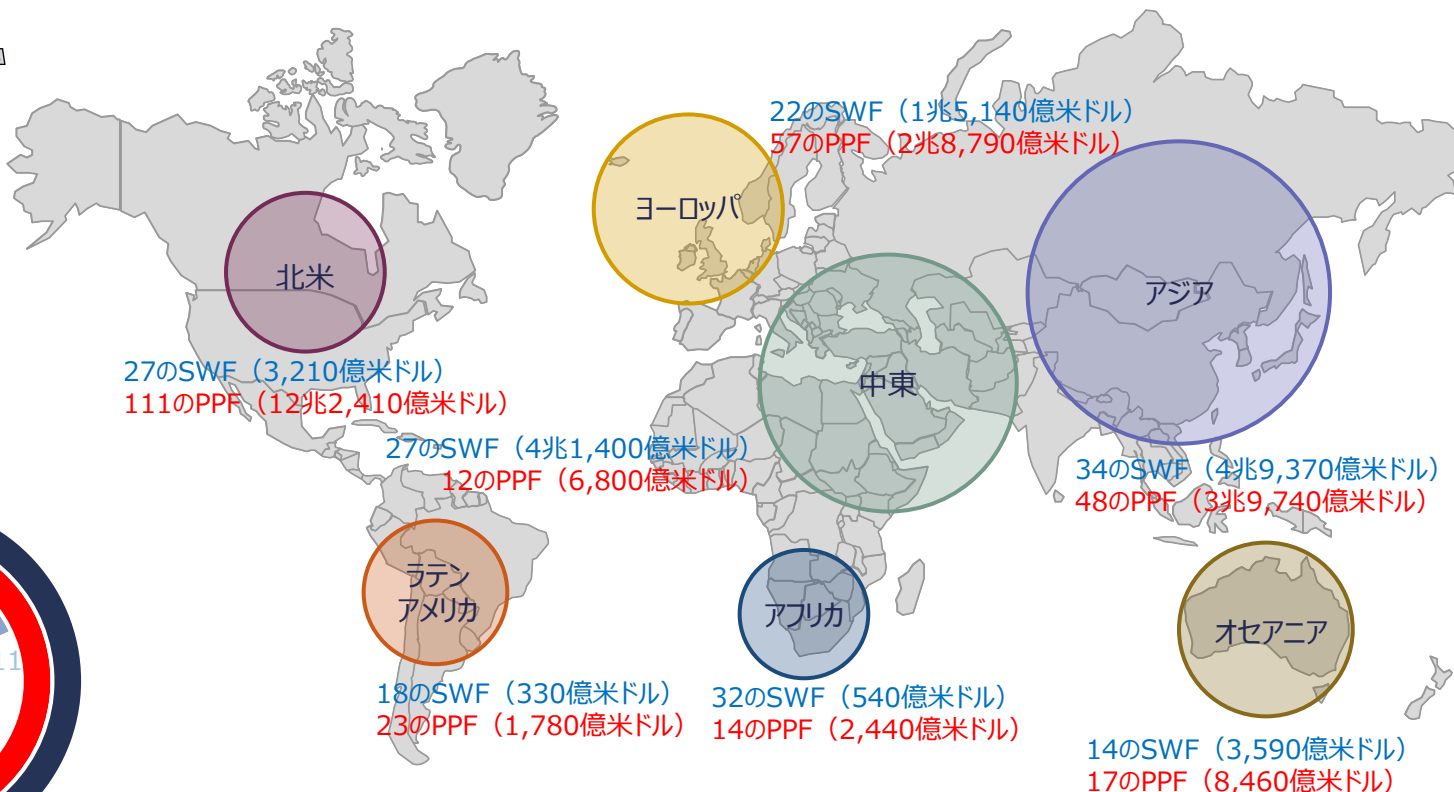 22のSWF（1兆5,140億米ドル）
57のPPF（2兆8,790億米ドル）
ヨーロッパ
北米
アジア
中東
27のSWF（3,210億米ドル）
111のPPF（12兆2,410億米ドル）
27のSWF（4兆1,400億米ドル）
12のPPF（6,800億米ドル）
34のSWF（4兆9,370億米ドル）
48のPPF（3兆9,740億米ドル）
ラテン
アメリカ
アフリカ
オセアニア
11
18のSWF（330億米ドル）
23のPPF（1,780億米ドル）
32のSWF（540億米ドル）
14のPPF（2,440億米ドル）
14のSWF（3,590億米ドル）
17のPPF（8,460億米ドル）